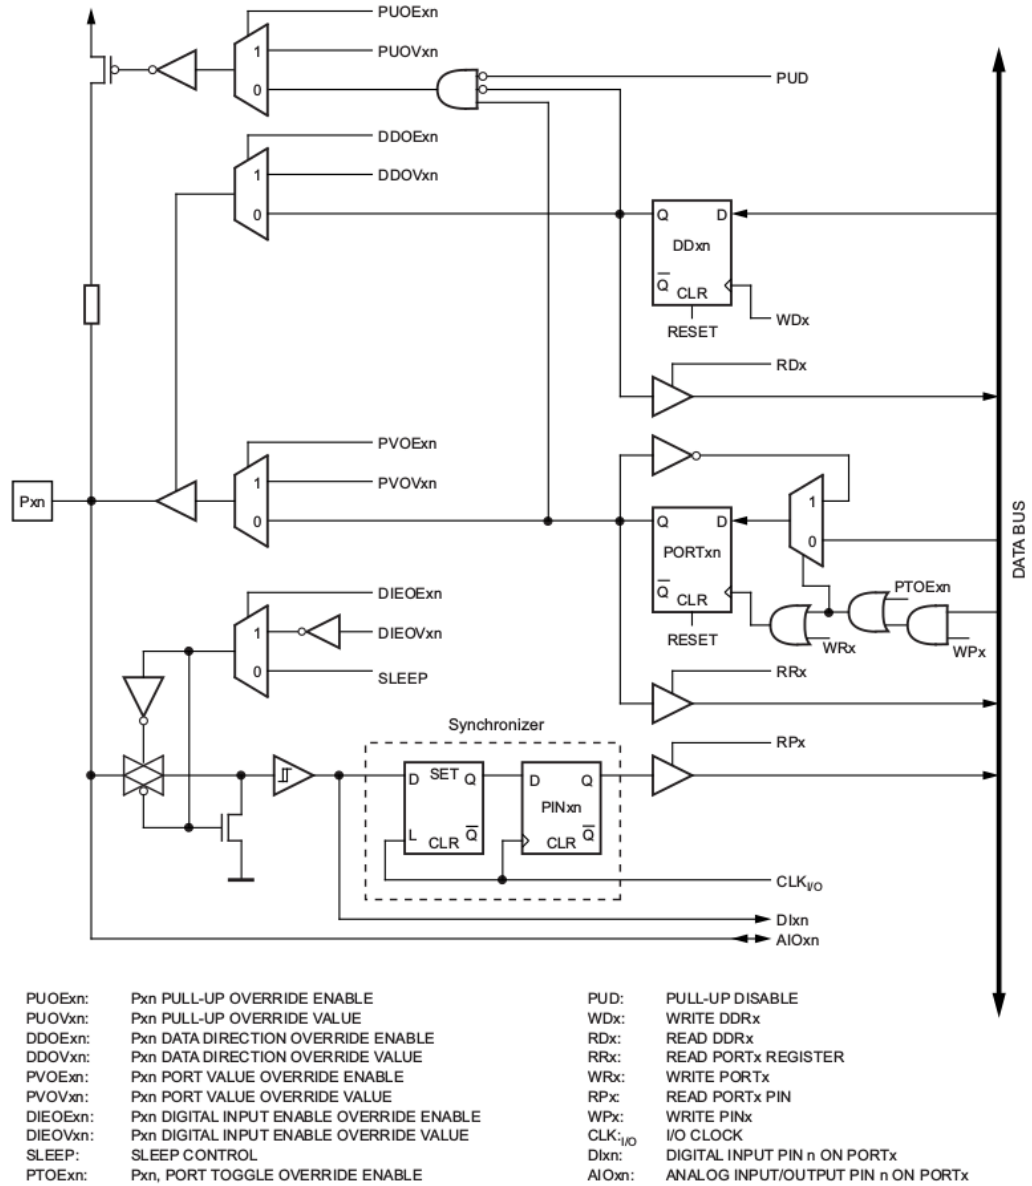 PUOExn
PUOVxn
1
0
PUD
DDOExn
DDOVxn
1
0
Q D
DDxn
Q
CLR
RESET
WDx
RDx
PVOExn
PVOVxn
1
0
Pxn
Q D
PORTxn
Q
CLR
RESET
1
0
PTOExn
WRx
WPx
DATA BUS
DIEOExn
DIEOVxn
1
0
SLEEP
RRx
Synchronizer
RPx
D SET Q
L CLR Q
D Q
PINxn
CLR Q
CLKI/O
DIxn
AIOxn
PUOExn: Pxn PULL-UP OVERRIDE ENABLE
PUOVxn: Pxn PULL-UP OVERRIDE VALUE
DDOExn: Pxn DATA DIRECTION OVERRIDE ENABLE
DDOVxn: Pxn DATA DIRECTION OVERRIDE VALUE
PVOExn: Pxn PORT VALUE OVERRIDE ENABLE
PVOVxn: Pxn PORT VALUE OVERRIDE VALUE
DIEOExn: Pxn DIGITAL INPUT ENABLE OVERRIDE ENABLE
DIEOVxn: Pxn DIGITAL INPUT ENABLE OVERRIDE VALUE
SLEEP: SLEEP CONTROL
PTOExn: Pxn, PORT TOGGLE OVERRIDE ENABLE
PUD: PULL-UP DISABLE
WDx: WRITE DDRx
RDx: READ DDRx
RRx: READ PORTx REGISTER
WRx: WRITE PORTx
RPx: READ PORTx PIN
WPx: WRITE PINx
CLK:I/O I/O CLOCK
DIxn: DIGITAL INPUT PIN n ON PORTx
AIOxn: ANALOG INPUT/OUTPUT PIN n ON PORTx